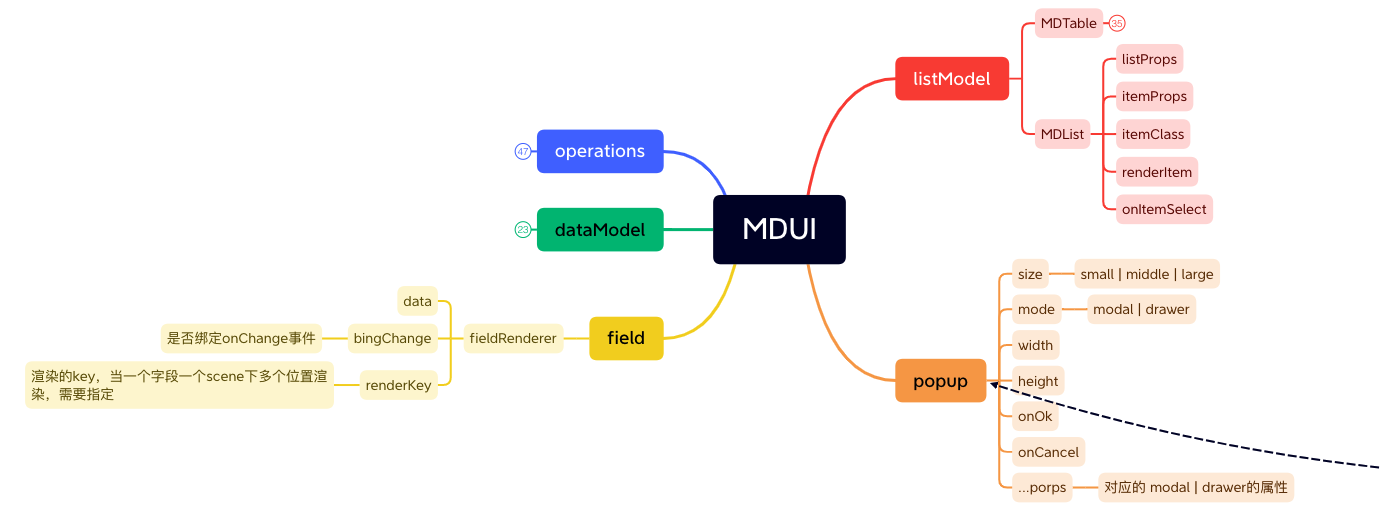 MDUI
listModel
MDTable
35
MDList
listProps
itemProps
itemClass
renderItem
onItemSelect
popup
size
small | middle | large
mode
modal | drawer
width
height
onOk
onCancel
...porps
对应的 modal | drawer的属性
operations
47
dataModel
23
field
fieldRenderer
data
bingChange
是否绑定onChange事件
renderKey
渲染的key，当一个字段一个scene下多个位置渲
染，需要指定